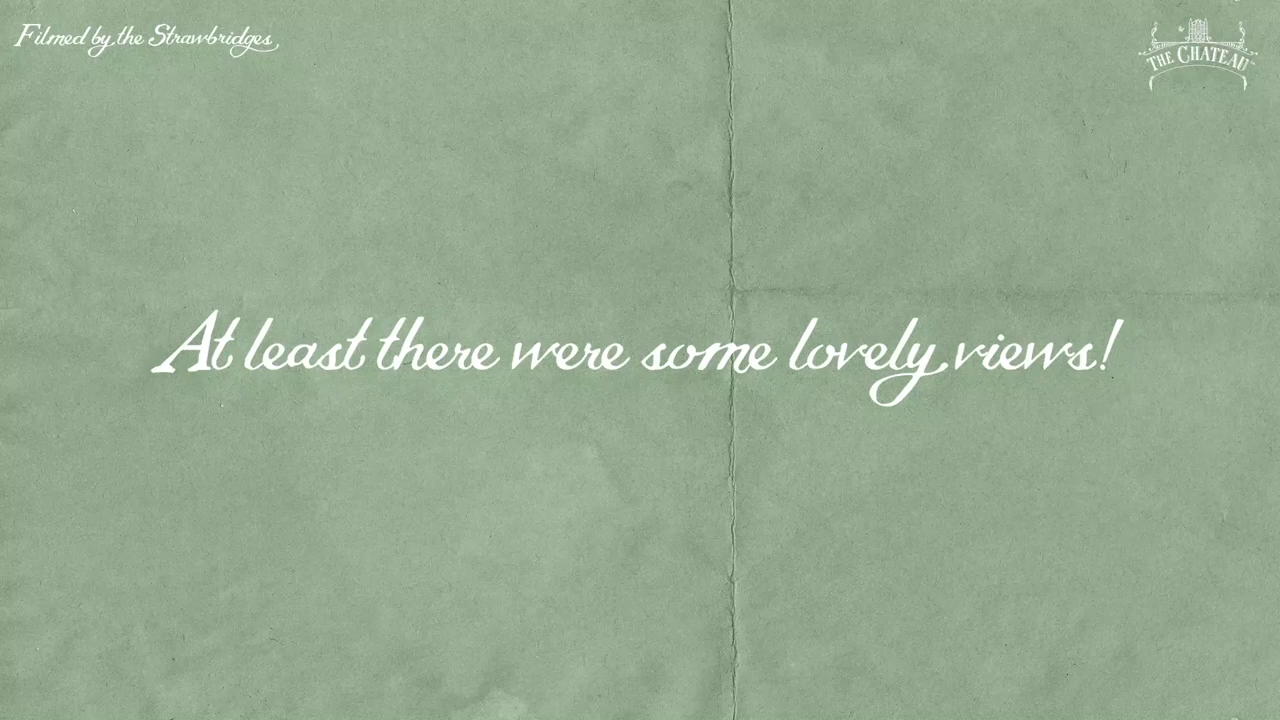 Filmed by the Strawbridges
THE CHATEAU
At least there were some lovely views!